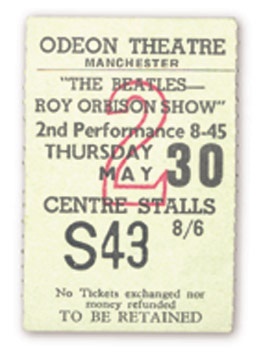 ODEON THEATRE
MANCHESTER
"THE BEATLES—
ROY ORBISON SHOW"
2nd Performance 8-45
THURSDAY
MAY 30
2
CENTRE STALLS
S43 8/6
No Tickets exchanged nor
money refunded
TO BE RETAINED